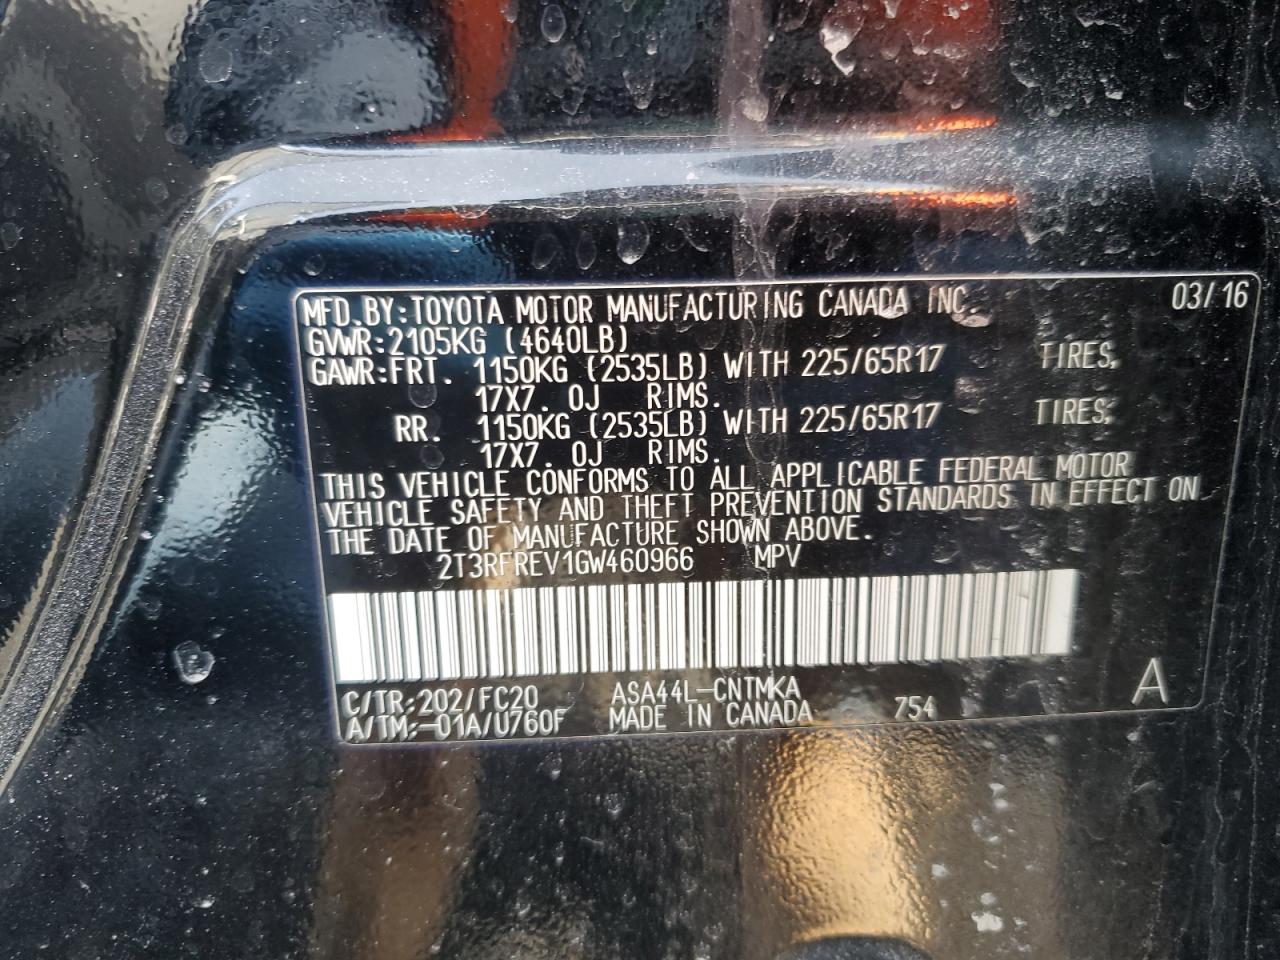 MFD.BY:TOYOTA MOTOR MANUFACTURING CANADA INC. 03/16
GVWR:2105KG (4640LB)
GAWR:FRT. 1150KG (2535LB) WITH 225/65R17 TIRES,
17X7.0J RIMS.
RR. 1150KG (2535LB) WITH 225/65R17 TIRES,
17X7.0J RIMS.
THIS VEHICLE CONFORMS TO ALL APPLICABLE FEDERAL MOTOR
VEHICLE SAFETY AND THEFT PREVENTION STANDARDS IN EFFECT ON
THE DATE OF MANUFACTURE SHOWN ABOVE.
2T3RFREV1GW460966 MPV
C/TR:202/FC20 ASA44L-CNTMKA A
A/TM:-01A/U760F MADE IN CANADA 754